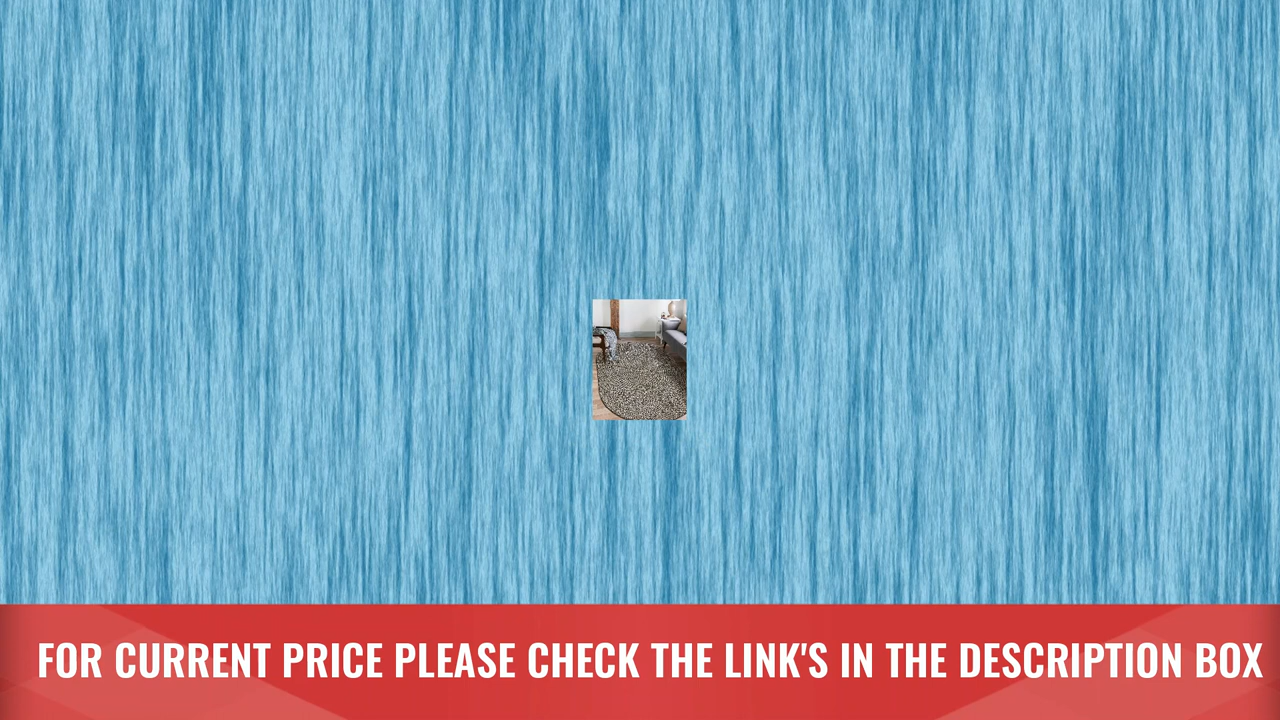 FOR CURRENT PRICE PLEASE CHECK THE LINK'S IN THE DESCRIPTION BOX